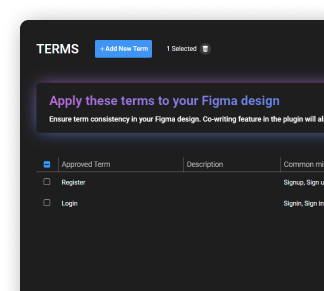 TERMS
+Add New Term
1 Selected
Apply these terms to your Figma design
Ensure term consistency in your Figma design. Co-writing feature in the plugin will al
Approved Term
Description
Common mi
Register
Signup, Sign u
Login
Signin, Sign in